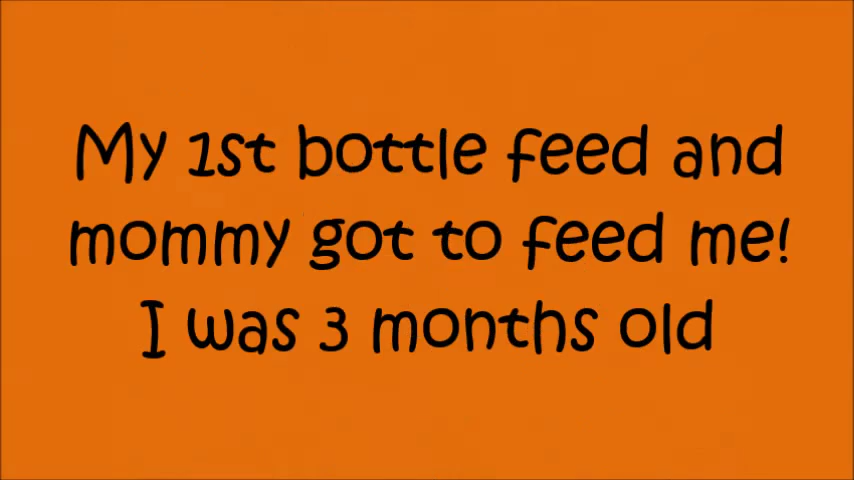 My 1st bottle feed and
mommy got to feed me!
I was 3 months old